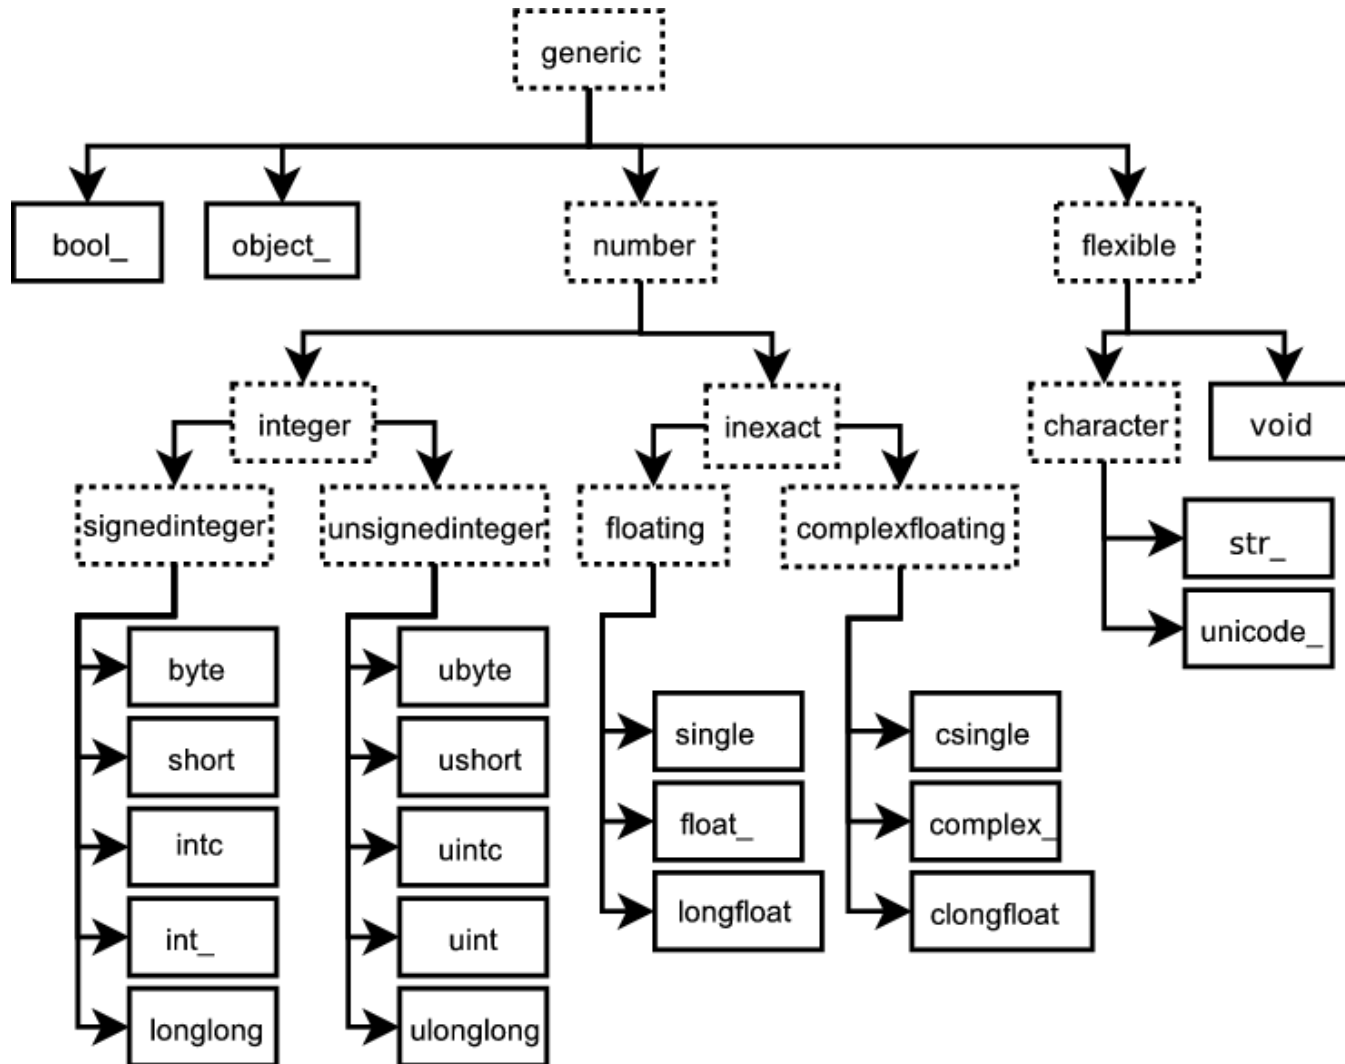 generic
bool_
object_
number
flexible
integer
inexact
character
void
signedinteger
unsignedinteger
floating
complexfloating
str_
unicode_
byte
ubyte
single
csingle
short
ushort
float_
complex_
intc
uintc
longfloat
clongfloat
int_
uint
longlong
ulonglong